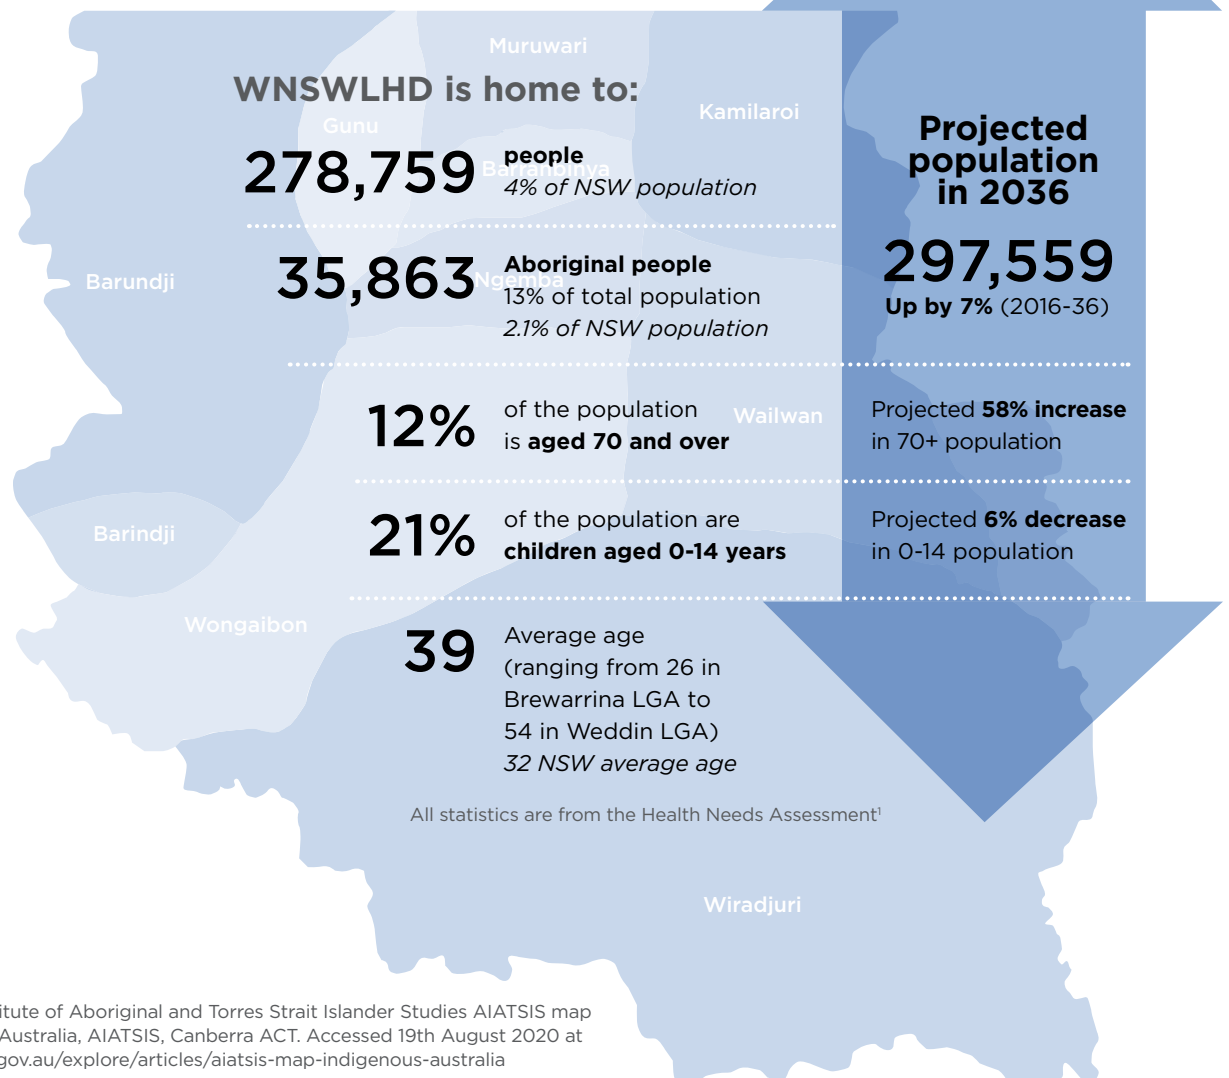 Muruwari
WNSWLHD is home to:
Kamilaroi
Gunu
278,759
people
Barranbinya
4% of NSW population
Projected
population
in 2036
297,559
Up by 7% (2016-36)
Barundji
35,863
Aboriginal people
Ngemba
13% of total population
2.1% of NSW population
12%
of the population
is aged 70 and over
Wailwan
Projected 58% increase
in 70+ population
Barindji
21%
of the population are
children aged 0-14 years
Projected 6% decrease
in 0-14 population
Wongaibon
39
Average age
(ranging from 26 in
Brewarrina LGA to
54 in Weddin LGA)
32 NSW average age
All statistics are from the Health Needs Assessment¹
Wiradjuri
itute of Aboriginal and Torres Strait Islander Studies AIATSIS map
Australia, AIATSIS, Canberra ACT. Accessed 19th August 2020 at
gov.au/explore/articles/aiatsis-map-indigenous-australia